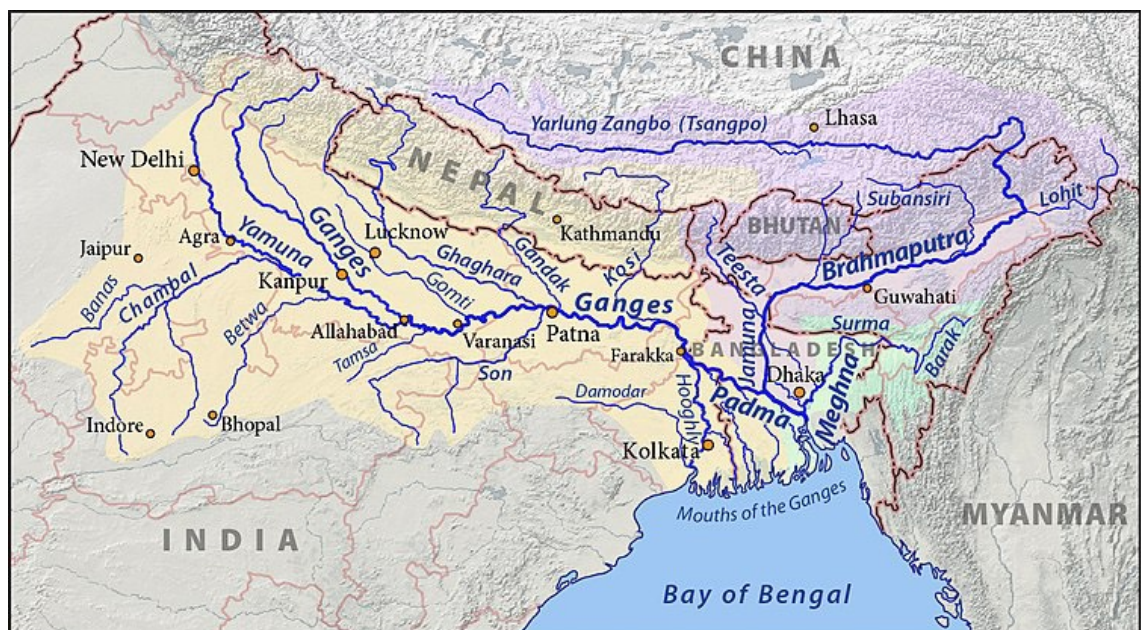 CHINA
Yarlung Zangbo (Tsangpo)
Lhasa
New Delhi
NEPAL
Subansiri
Lohit
BHUTAN
Jaipur
Agra
Yamuna
Ganges
Lucknow
Kathmandu
Ghaghara
Gandak
Kosi
Teesta
Brahmaputra
Banas
Chambal
Kanpur
Gomti
Ganges
Guwahati
Betwa
Allahabad
Tamsa
Varanasi
Patna
Farakka
Jamuna
Surma
BANGLADESH
Barak
Son
Dhaka
Meghna
Damodar
Hooghly
Padma
Indore
Bhopal
Kolkata
Mouths of the Ganges
INDIA
MYANMAR
Bay of Bengal